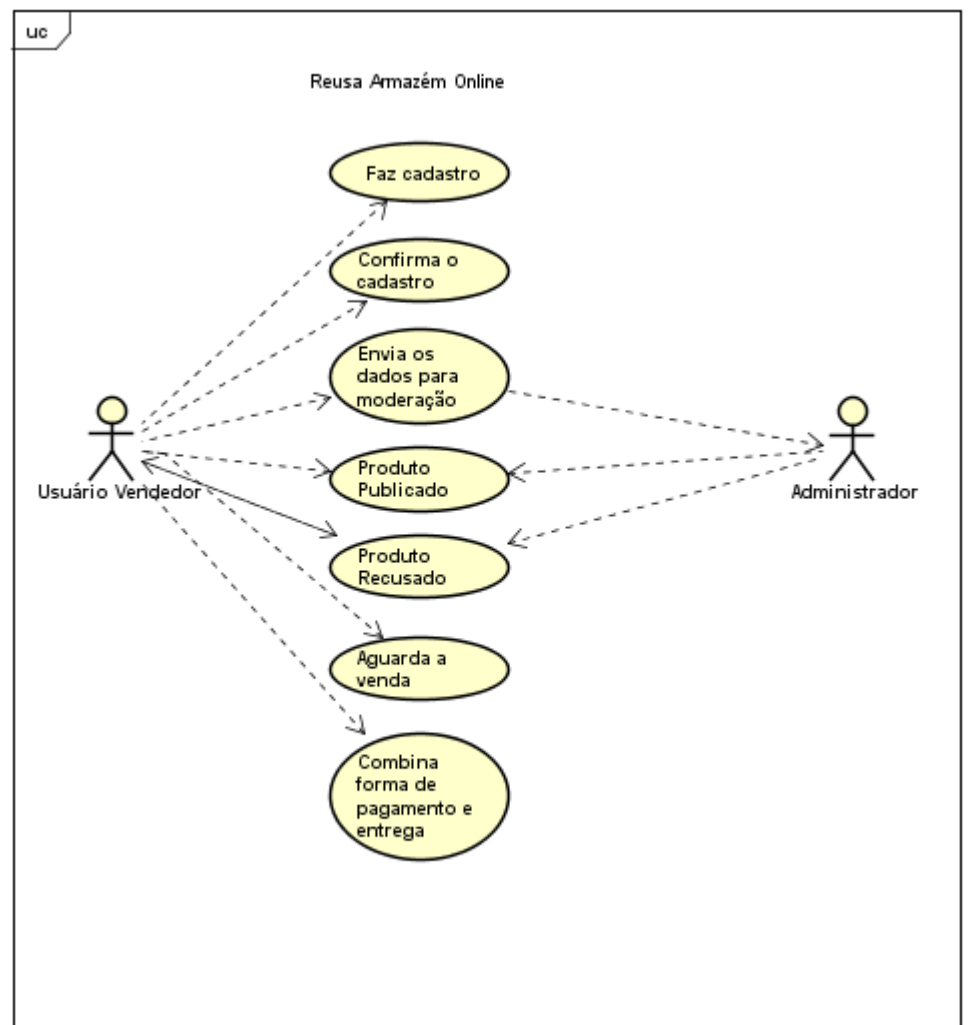 uc
Reusa Armazém Online
Faz cadastro
Confirma o
cadastro
Envia os
dados para
moderação
Usuário Vendedor
Produto
Publicado
Administrador
Produto
Recusado
Aguarda a
venda
Combina
forma de
pagamento e
entrega